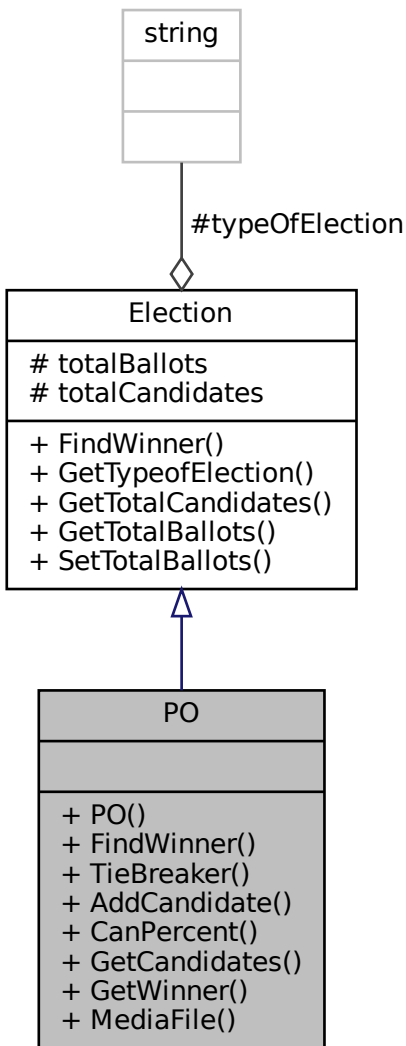 string
#typeOfElection
Election
# totalBallots
# totalCandidates
+ FindWinner()
+ GetTypeofElection()
+ GetTotalCandidates()
+ GetTotalBallots()
+ SetTotalBallots()
PO
+ PO()
+ FindWinner()
+ TieBreaker()
+ AddCandidate()
+ CanPercent()
+ GetCandidates()
+ GetWinner()
+ MediaFile()